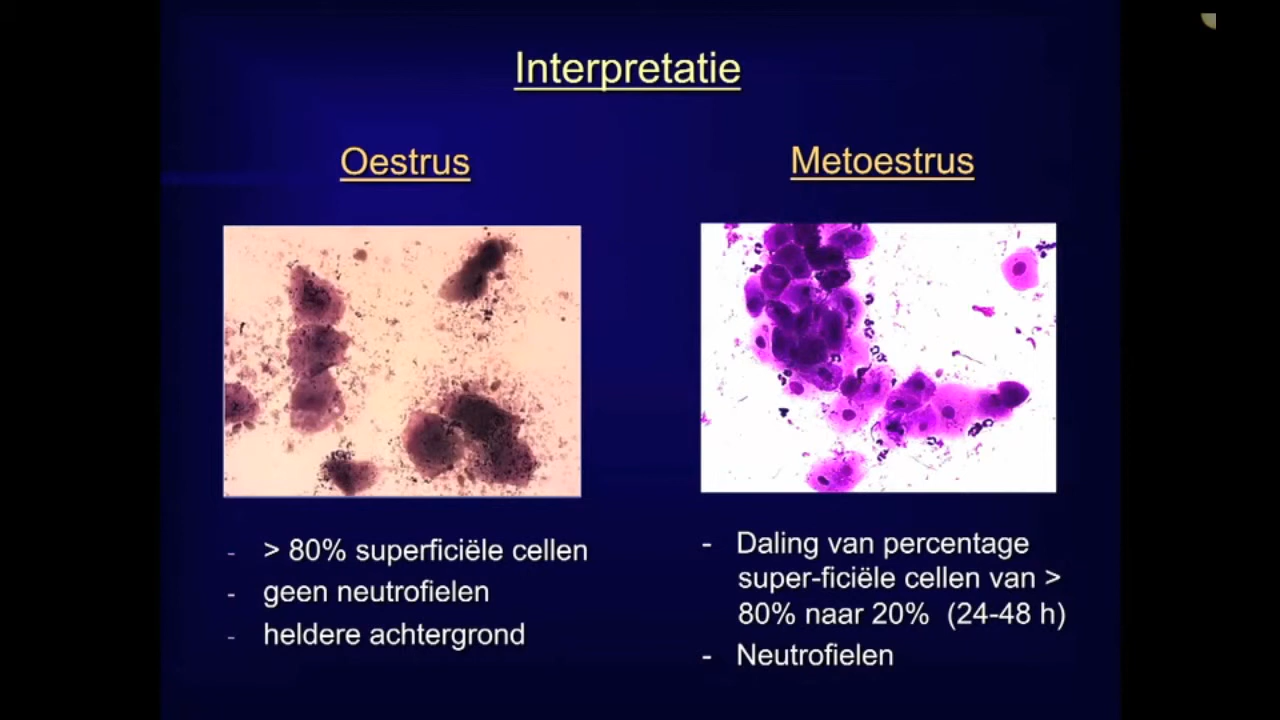 Interpretatie
Oestrus
- > 80% superficiële cellen
- geen neutrofielen
- heldere achtergrond
Metoestrus
- Daling van percentage
super-ficiële cellen van >
80% naar 20% (24-48 h)
- Neutrofielen